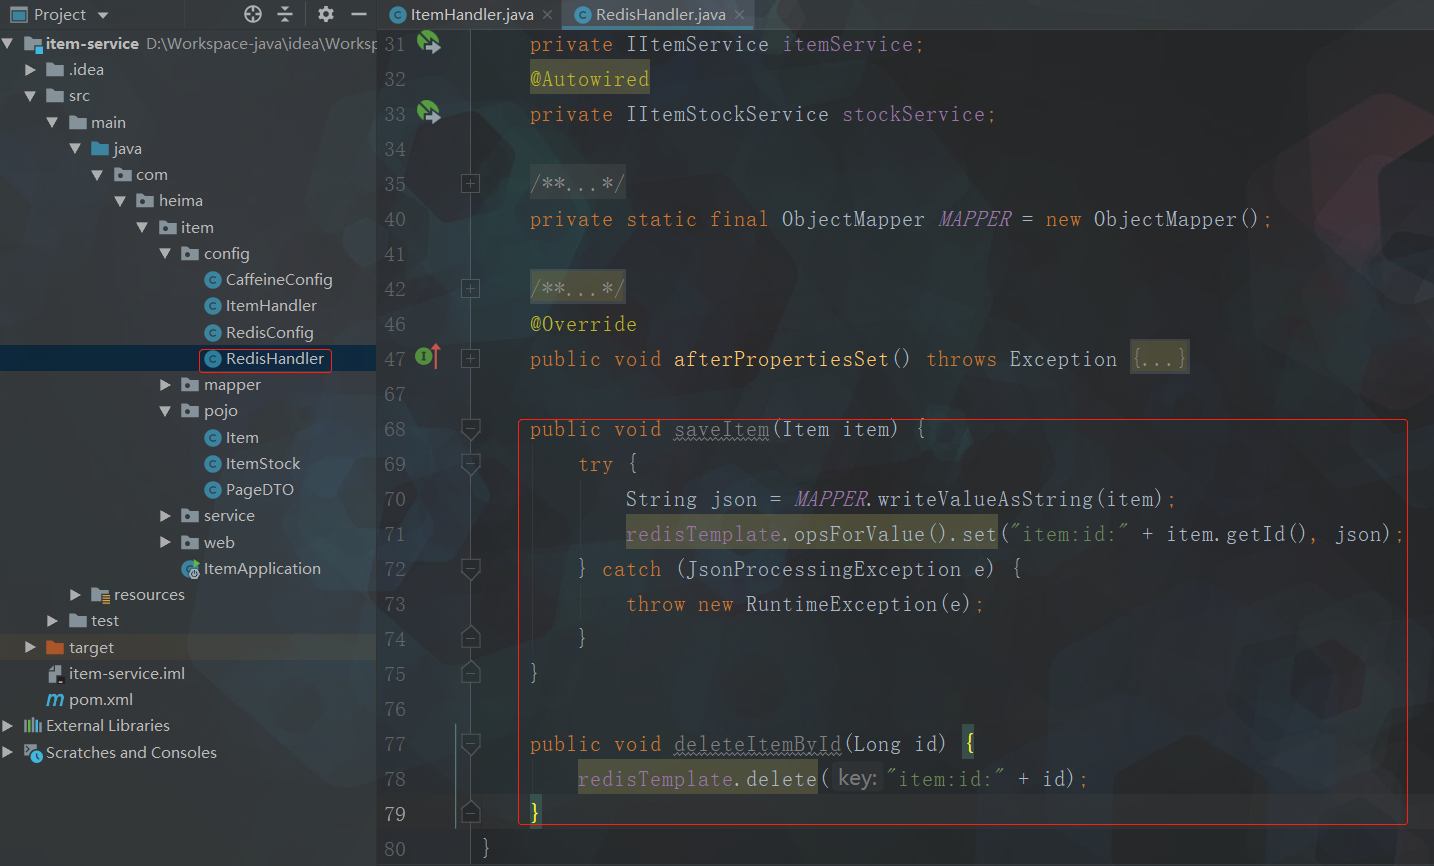 Project
item-service D:\Workspace-java\idea\Worksp
.idea
src
main
java
com
heima
item
config
CaffeineConfig
ItemHandler
RedisConfig
RedisHandler
mapper
pojo
Item
ItemStock
PageDTO
service
web
ItemApplication
resources
test
target
item-service.iml
pom.xml
External Libraries
Scratches and Consoles
ItemHandler.java
RedisHandler.java
31 private IItemService itemService;
32 @Autowired
33 private IItemStockService stockService;
34
35 /**...*/
40 private static final ObjectMapper MAPPER = new ObjectMapper();
41
42 /**...*/
46 @Override
47 public void afterPropertiesSet() throws Exception {...}
67
68 public void saveItem(Item item) {
69 try {
70 String json = MAPPER.writeValueAsString(item);
71 redisTemplate.opsForValue().set("item:id:" + item.getId(), json);
72 } catch (JsonProcessingException e) {
73 throw new RuntimeException(e);
74 }
75 }
76
77 public void deleteItemById(Long id) {
78 redisTemplate.delete( key: "item:id:" + id);
79 }
80 }